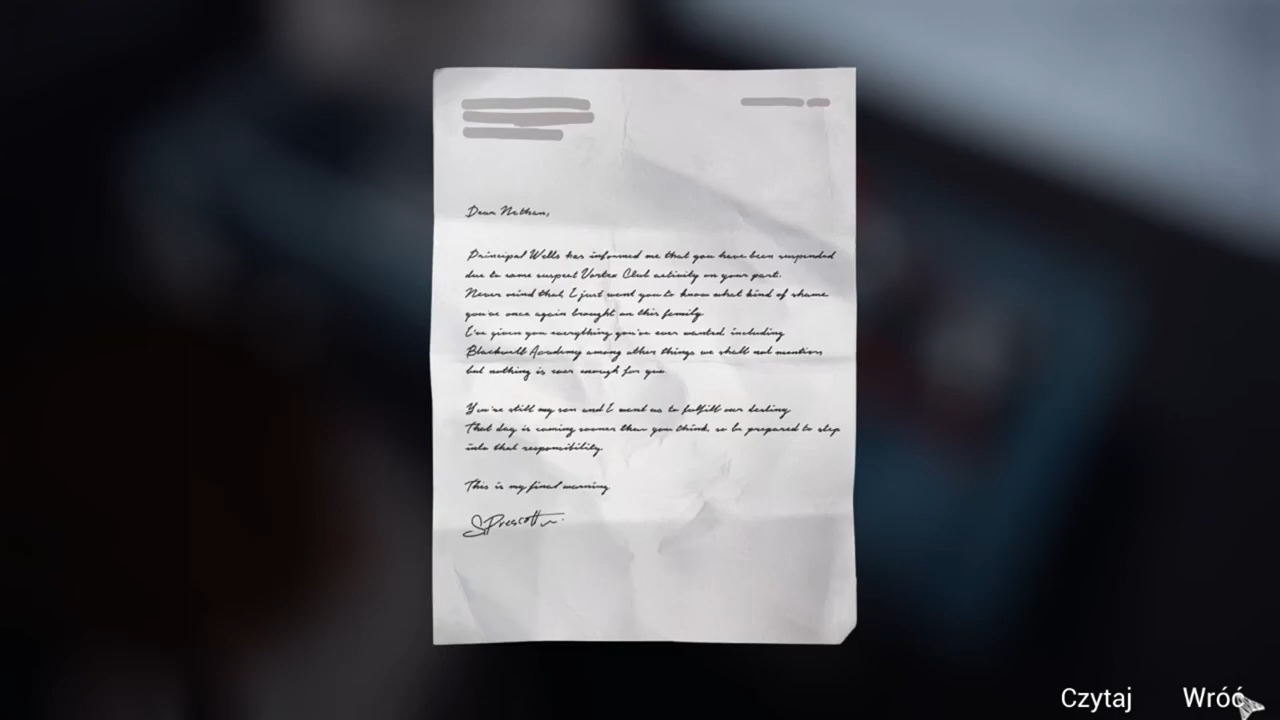 Dear Nathan,
Principal Wells has informed me that you have been suspended
due to some suspect Vortex Club activity on your part.
Never mind that, I just want you to know what kind of shame
you've once again brought on this family.
I've given you everything you've ever wanted, including
Blackwell Academy among other things we shall not mention,
but nothing is ever enough for you.
You're still my son and I want us to fulfill our destiny.
That day is coming sooner than you think, so be prepared to step
into that responsibility.
This is my final warning.
S Prescott
Czytaj
Wróć